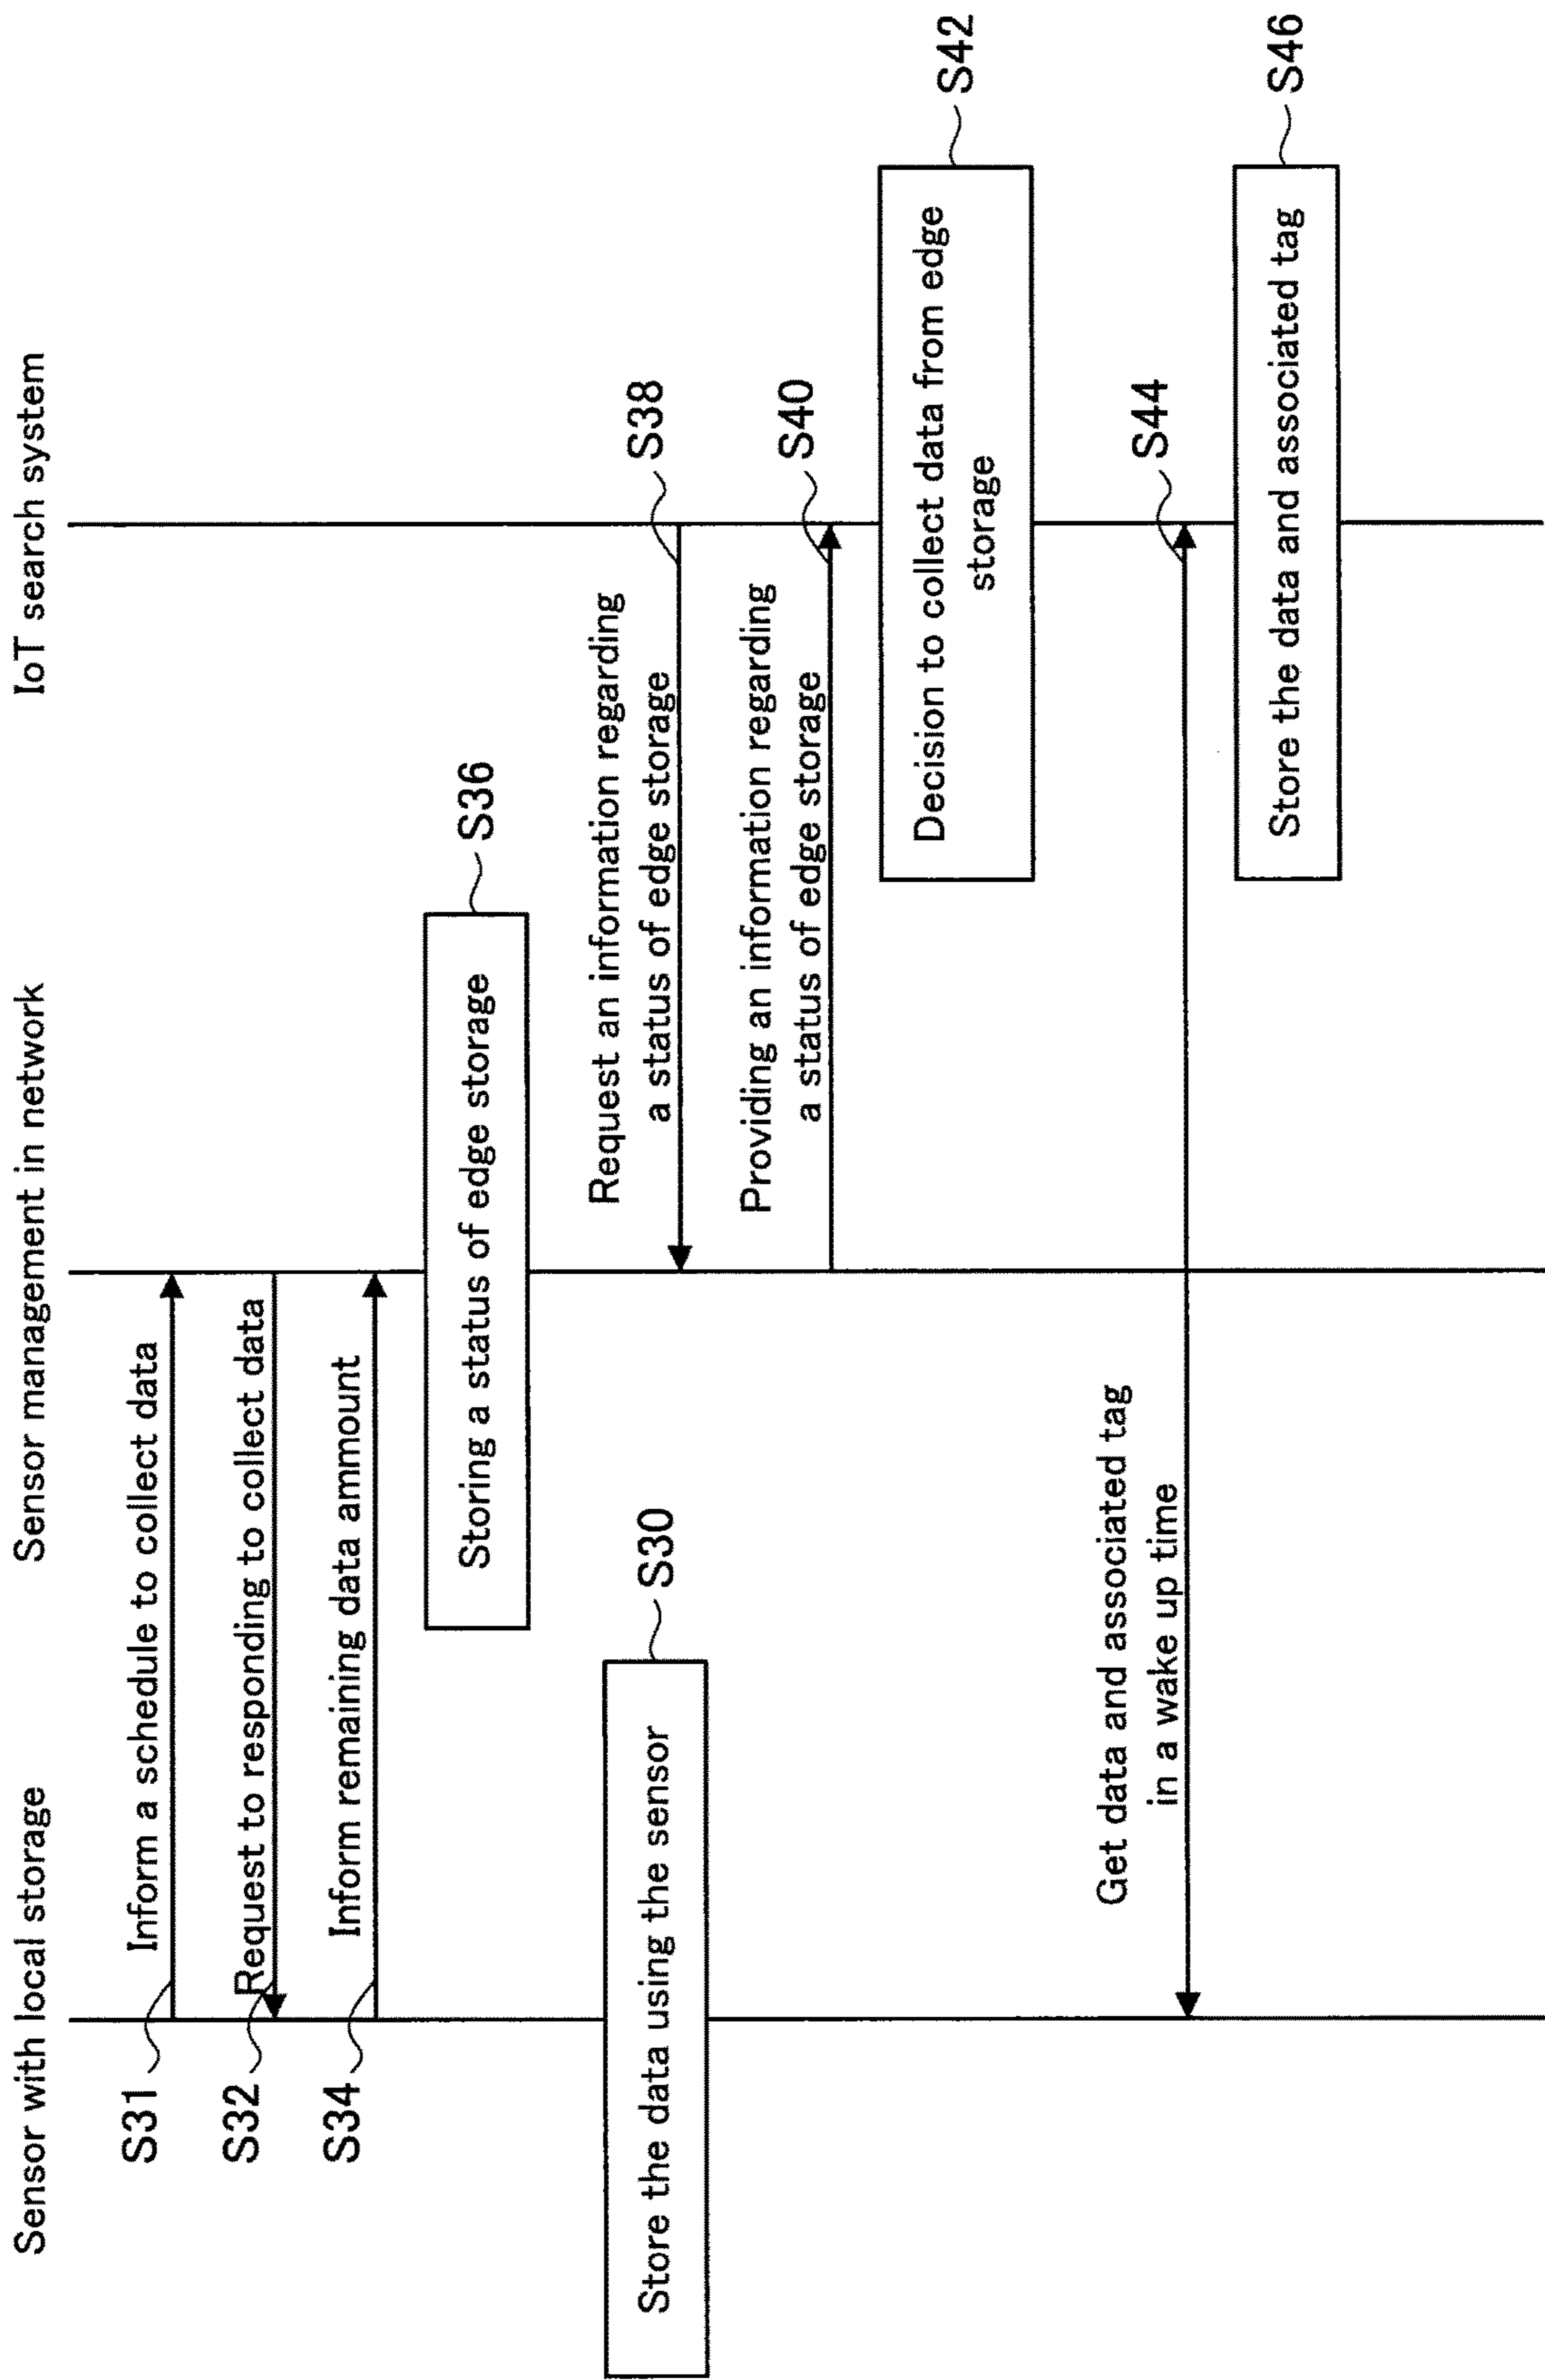 Sensor with local storage
Sensor management in network
IoT search system
S31
Inform a schedule to collect data
S32
Request to responding to collect data
S34
Inform remaining data ammount
Storing a status of edge storage
S36
Store the data using the sensor
S30
Request an information regarding
a status of edge storage
S38
Providing an information regarding
a status of edge storage
S40
Decision to collect data from edge
storage
S42
Get data and associated tag
in a wake up time
S44
Store the data and associated tag
S46